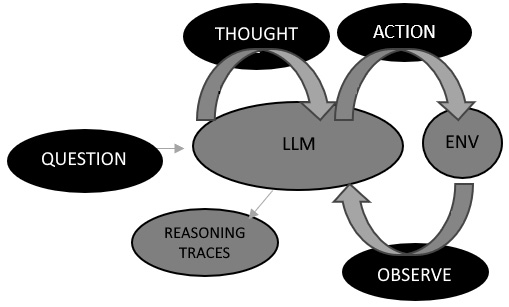 THOUGHT
ACTION
QUESTION
LLM
ENV
REASONING
TRACES
OBSERVE